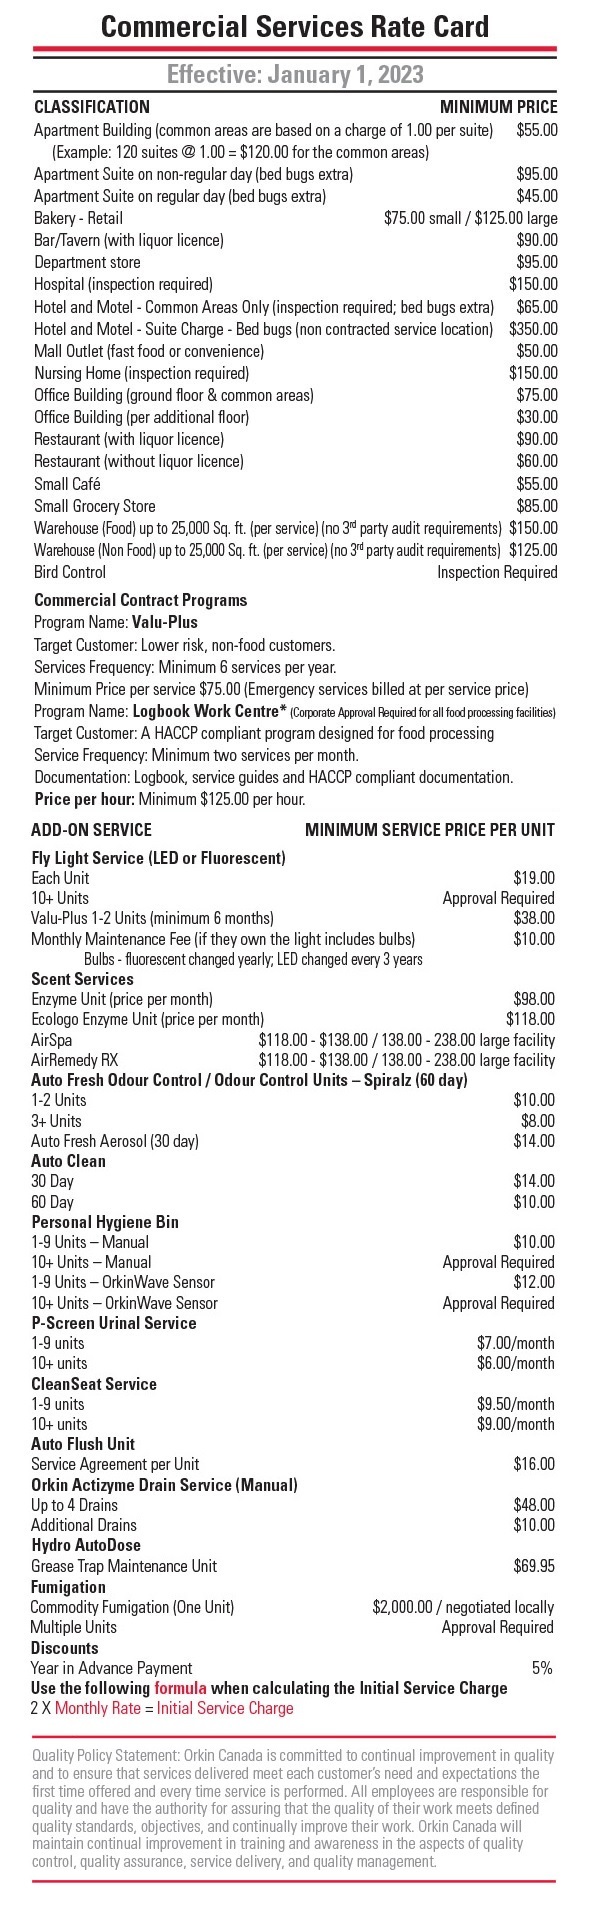 Commercial Services Rate Card
Effective: January 1, 2023
CLASSIFICATION MINIMUM PRICE
Apartment Building (common areas are based on a charge of 1.00 per suite) $55.00
(Example: 120 suites @ 1.00 = $120.00 for the common areas)
Apartment Suite on non-regular day (bed bugs extra) $95.00
Apartment Suite on regular day (bed bugs extra) $45.00
Bakery - Retail $75.00 small / $125.00 large
Bar/Tavern (with liquor licence) $90.00
Department store $95.00
Hospital (inspection required) $150.00
Hotel and Motel - Common Areas Only (inspection required; bed bugs extra) $65.00
Hotel and Motel - Suite Charge - Bed bugs (non contracted service location) $350.00
Mall Outlet (fast food or convenience) $50.00
Nursing Home (inspection required) $150.00
Office Building (ground floor & common areas) $75.00
Office Building (per additional floor) $30.00
Restaurant (with liquor licence) $90.00
Restaurant (without liquor licence) $60.00
Small Café $55.00
Small Grocery Store $85.00
Warehouse (Food) up to 25,000 Sq. ft. (per service) (no 3rd party audit requirements) $150.00
Warehouse (Non Food) up to 25,000 Sq. ft. (per service) (no 3rd party audit requirements) $125.00
Bird Control Inspection Required
Commercial Contract Programs
Program Name: Valu-Plus
Target Customer: Lower risk, non-food customers.
Services Frequency: Minimum 6 services per year.
Minimum Price per service $75.00 (Emergency services billed at per service price)
Program Name: Logbook Work Centre* (Corporate Approval Required for all food processing facilities)
Target Customer: A HACCP compliant program designed for food processing
Service Frequency: Minimum two services per month.
Documentation: Logbook, service guides and HACCP compliant documentation.
Price per hour: Minimum $125.00 per hour.
ADD-ON SERVICE MINIMUM SERVICE PRICE PER UNIT
Fly Light Service (LED or Fluorescent)
Each Unit $19.00
10+ Units Approval Required
Valu-Plus 1-2 Units (minimum 6 months) $38.00
Monthly Maintenance Fee (if they own the light includes bulbs) $10.00
Bulbs - fluorescent changed yearly; LED changed every 3 years
Scent Services
Enzyme Unit (price per month) $98.00
Ecologo Enzyme Unit (price per month) $118.00
AirSpa $118.00 - $138.00 / 138.00 - 238.00 large facility
AirRemedy RX $118.00 - $138.00 / 138.00 - 238.00 large facility
Auto Fresh Odour Control / Odour Control Units – Spiralz (60 day)
1-2 Units $10.00
3+ Units $8.00
Auto Fresh Aerosol (30 day) $14.00
Auto Clean
30 Day $14.00
60 Day $10.00
Personal Hygiene Bin
1-9 Units – Manual $10.00
10+ Units – Manual Approval Required
1-9 Units – OrkinWave Sensor $12.00
10+ Units – OrkinWave Sensor Approval Required
P-Screen Urinal Service
1-9 units $7.00/month
10+ units $6.00/month
CleanSeat Service
1-9 units $9.50/month
10+ units $9.00/month
Auto Flush Unit
Service Agreement per Unit $16.00
Orkin Actizyme Drain Service (Manual)
Up to 4 Drains $48.00
Additional Drains $10.00
Hydro AutoDose
Grease Trap Maintenance Unit $69.95
Fumigation
Commodity Fumigation (One Unit) $2,000.00 / negotiated locally
Multiple Units Approval Required
Discounts
Year in Advance Payment 5%
Use the following formula when calculating the Initial Service Charge
2 X Monthly Rate = Initial Service Charge
Quality Policy Statement: Orkin Canada is committed to continual improvement in quality
and to ensure that services delivered meet each customer's need and expectations the
first time offered and every time service is performed. All employees are responsible for
quality and have the authority for assuring that the quality of their work meets defined
quality standards, objectives, and continually improve their work. Orkin Canada will
maintain continual improvement in training and awareness in the aspects of quality
control, quality assurance, service delivery, and quality management.